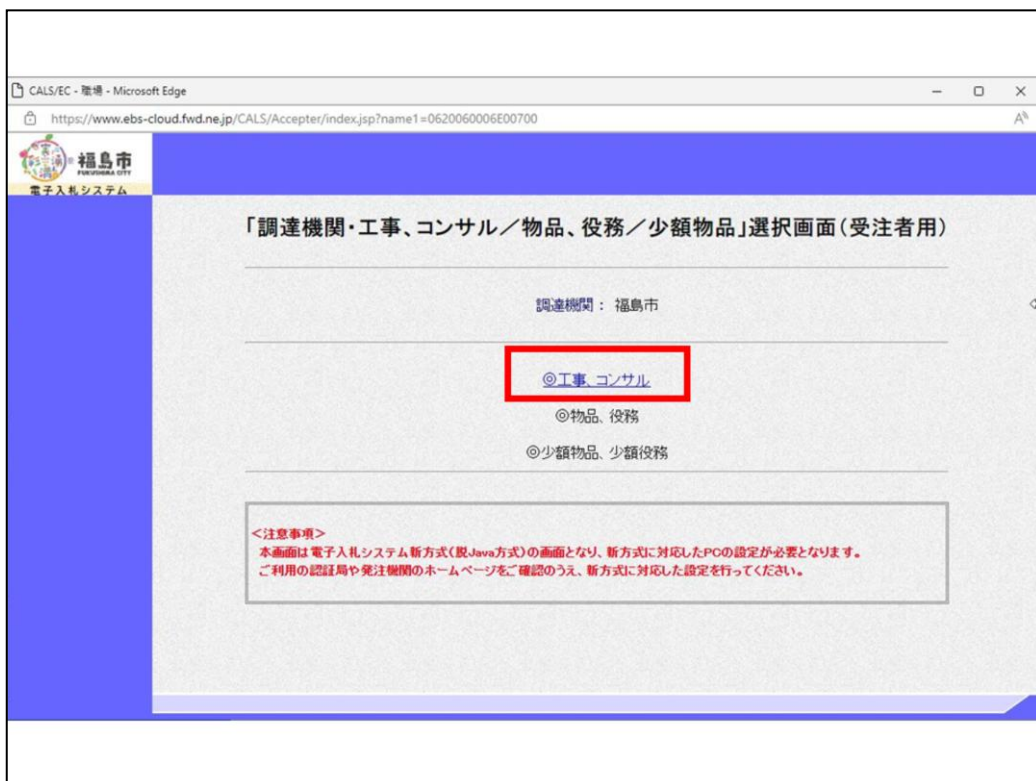 CALS/EC - 職場 - Microsoft Edge
https://www.ebs-cloud.fwd.ne.jp/CALS/Accepter/index.jsp?name1=0620060006E00700
福島市
FUKUSHIMA CITY
電子入札システム
「調達機関・工事、コンサル／物品、役務／少額物品」選択画面（受注者用）
調達機関： 福島市
◎工事、コンサル
◎物品、役務
◎少額物品、少額役務
＜注意事項＞
本画面は電子入札システム新方式(脱Java方式)の画面となり、新方式に対応したPCの設定が必要となります。
ご利用の認証局や発注機関のホームページをご確認のうえ、新方式に対応した設定を行ってください。